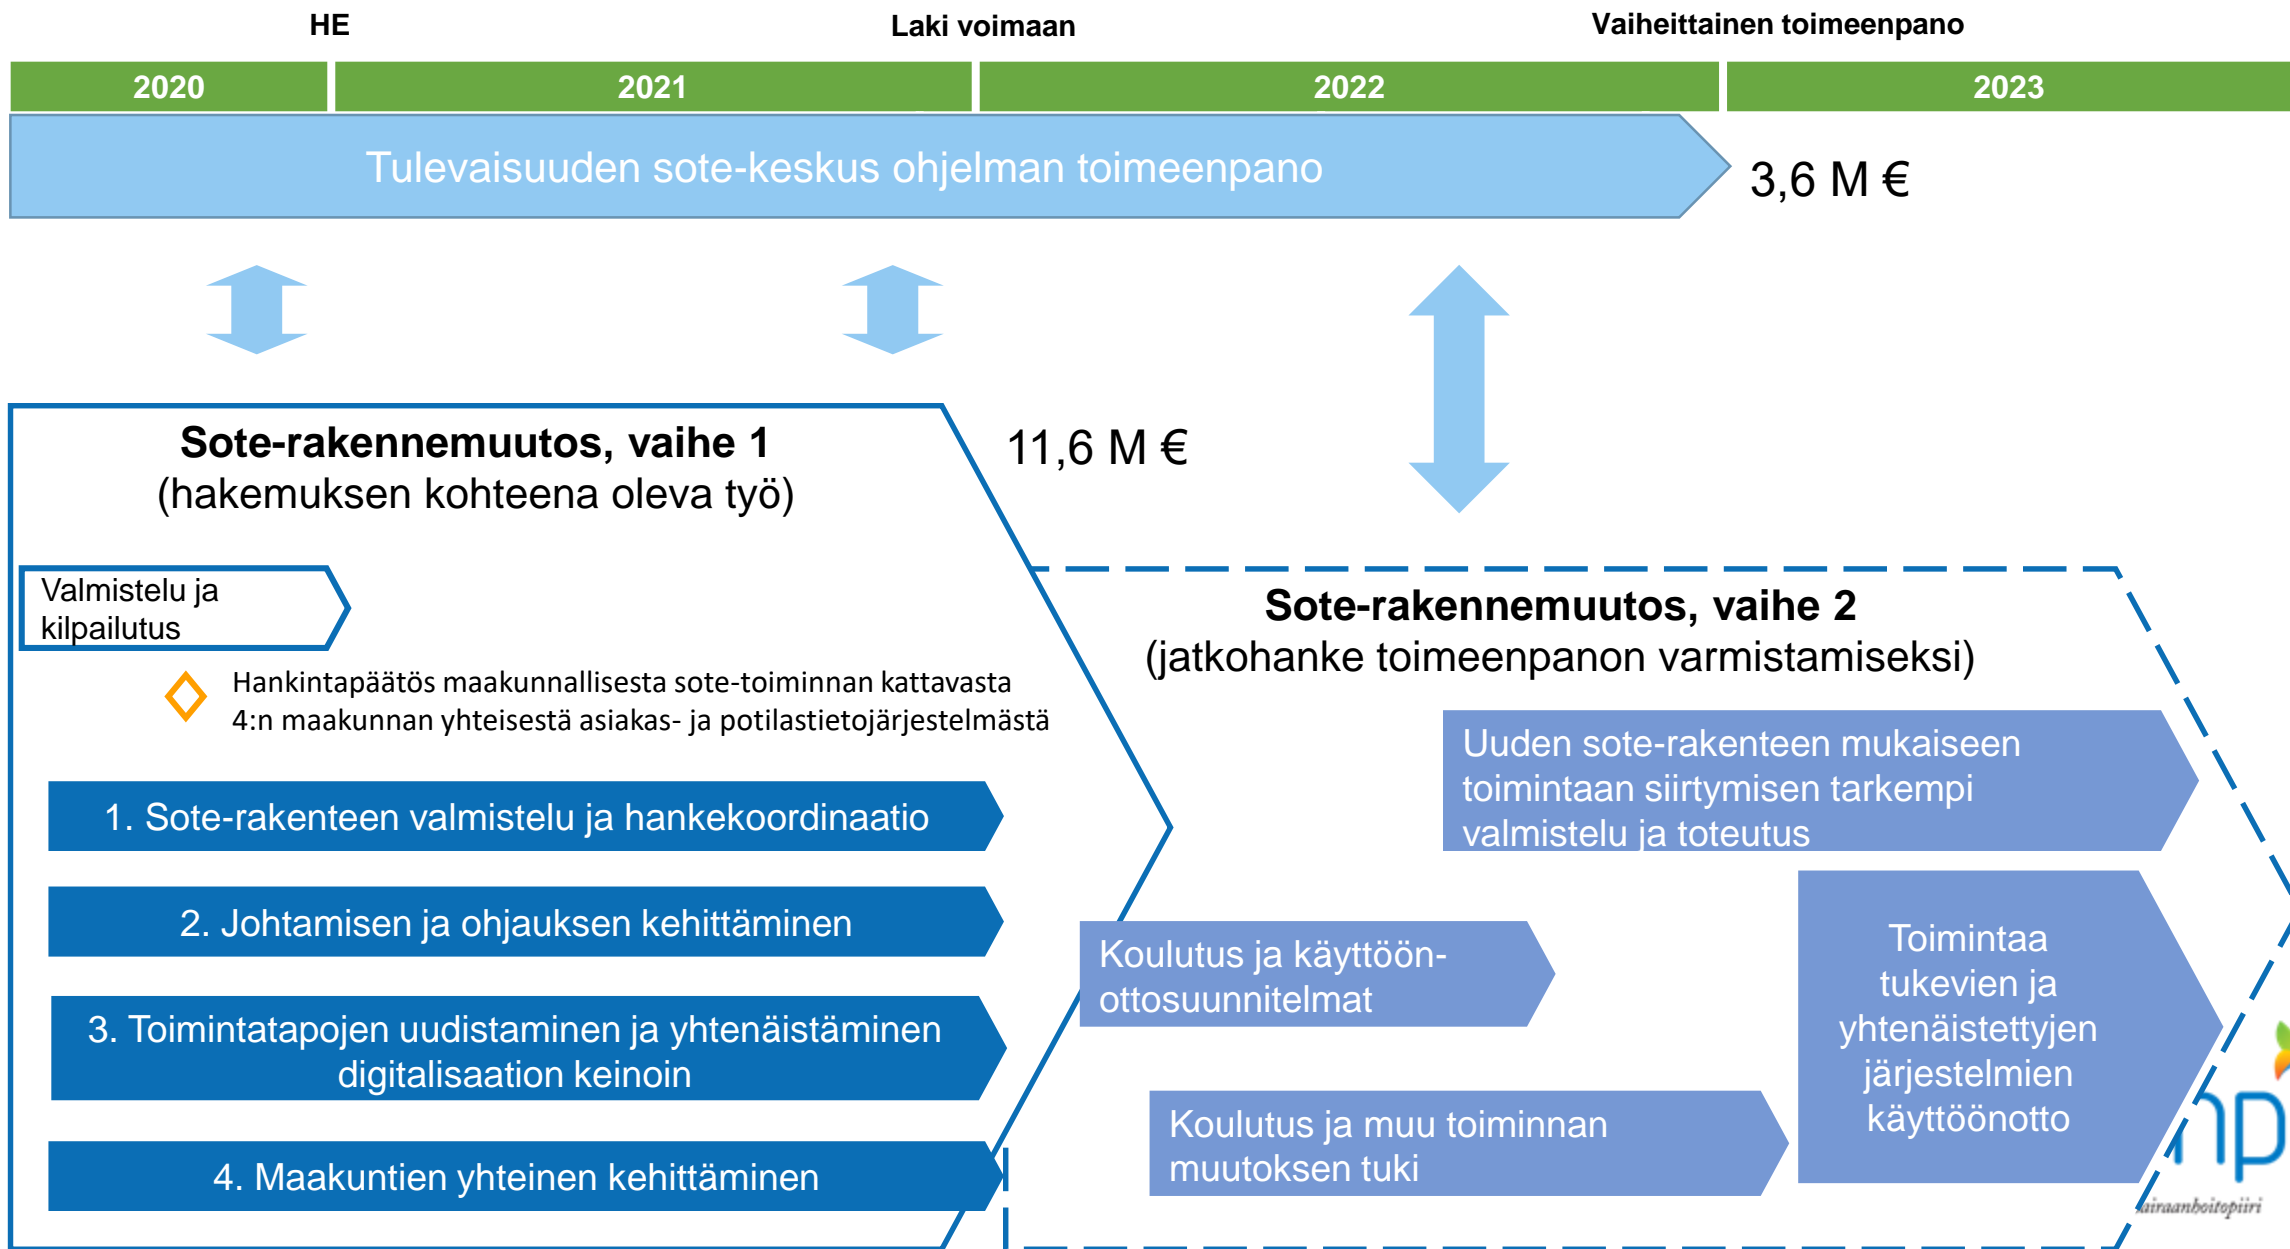 HE
Laki voimaan
Vaiheittainen toimeenpano
2020
2021
2022
2023
Tulevaisuuden sote-keskus ohjelman toimeenpano
3,6 M €
Sote-rakennemuutos, vaihe 1
(hakemuksen kohteena oleva työ)
11,6 M €
Valmistelu ja
kilpailutus
Hankintapäätös maakunnallisesta sote-toiminnan kattavasta
4:n maakunnan yhteisestä asiakas- ja potilastietojärjestelmästä
1. Sote-rakenteen valmistelu ja hankekoordinaatio
2. Johtamisen ja ohjauksen kehittäminen
3. Toimintatapojen uudistaminen ja yhtenäistäminen
digitalisaation keinoin
4. Maakuntien yhteinen kehittäminen
Sote-rakennemuutos, vaihe 2
(jatkohanke toimeenpanon varmistamiseksi)
Uuden sote-rakenteen mukaiseen
toimintaan siirtymisen tarkempi
valmistelu ja toteutus
Koulutus ja käyttöön-
ottosuunnitelmat
Koulutus ja muu toiminnan
muutoksen tuki
Toimintaa
tukevien ja
yhtenäistettyjen
järjestelmien
käyttöönotto
airaanhoitopiiri